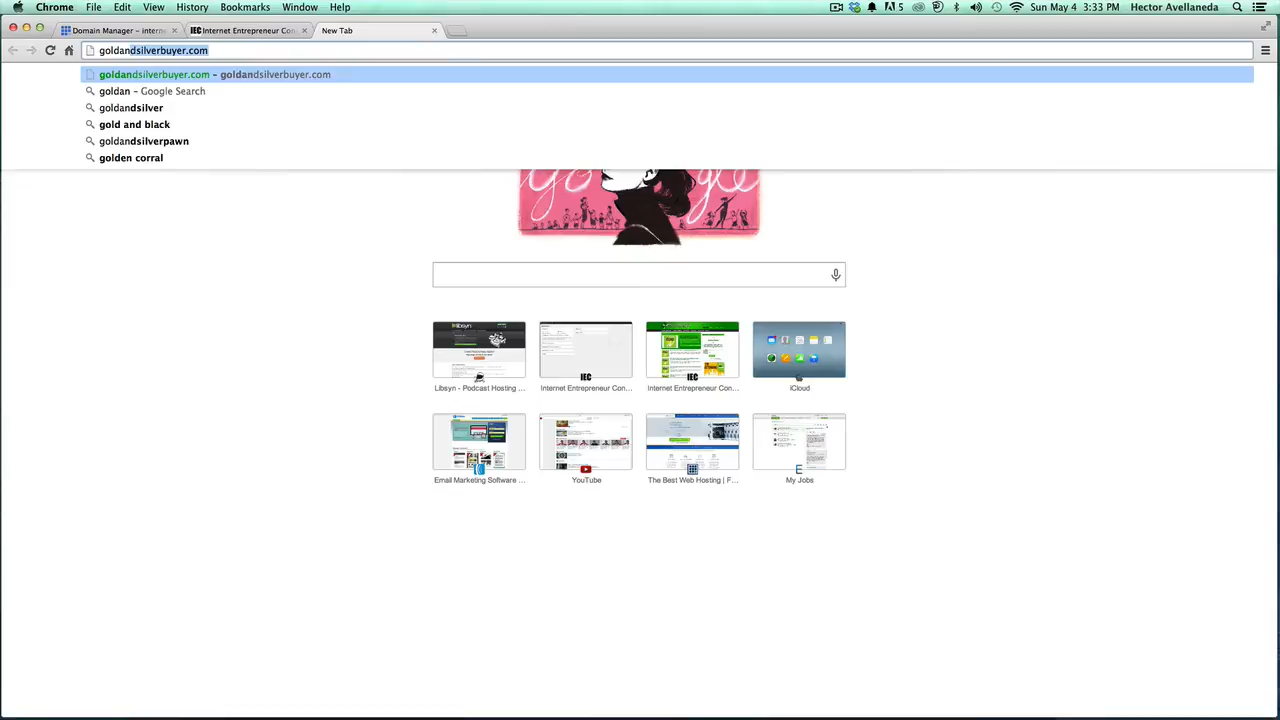 Chrome File Edit View History Bookmarks Window Help
5 Sun May 4 3:33 PM Hector Avellaneda
Domain Manager – interne
IEC Internet Entrepreneur Con
New Tab
goldandsilverbuyer.com
goldandsilverbuyer.com – goldandsilverbuyer.com
goldan – Google Search
goldandsilver
gold and black
goldandsilverpawn
golden corral
Libsyn – Podcast Hosting ...
Internet Entrepreneur Con...
Internet Entrepreneur Con...
iCloud
Email Marketing Software ...
YouTube
The Best Web Hosting | F...
My Jobs